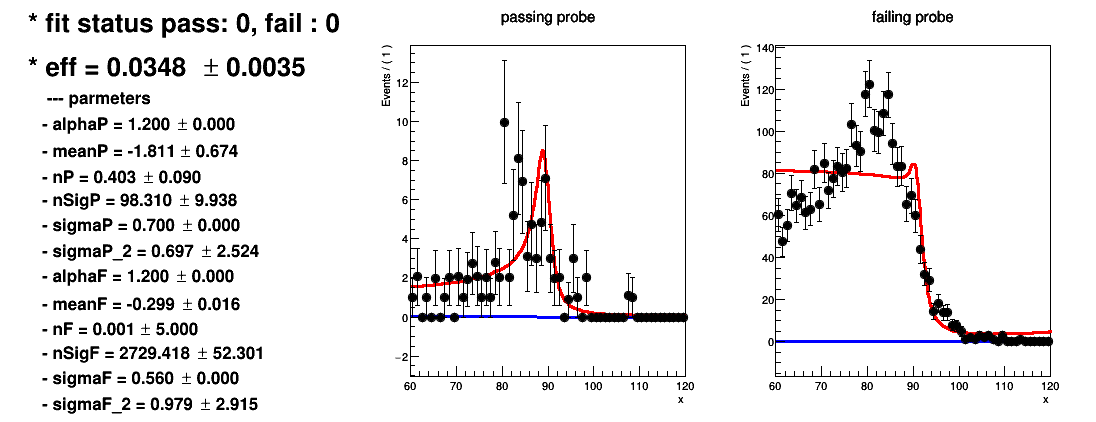 * fit status pass: 0, fail : 0
* eff = 0.0348 ± 0.0035
--- parmeters
- alphaP = 1.200 ± 0.000
- meanP = -1.811 ± 0.674
- nP = 0.403 ± 0.090
- nSigP = 98.310 ± 9.938
- sigmaP = 0.700 ± 0.000
- sigmaP_2 = 0.697 ± 2.524
- alphaF = 1.200 ± 0.000
- meanF = -0.299 ± 0.016
- nF = 0.001 ± 5.000
- nSigF = 2729.418 ± 52.301
- sigmaF = 0.560 ± 0.000
- sigmaF_2 = 0.979 ± 2.915
passing probe
Events / ( 1 )
12
10
8
6
4
2
0
−2
60 70 80 90 100 110 120
x
failing probe
Events / ( 1 )
140
120
100
80
60
40
20
0
60 70 80 90 100 110 120
x